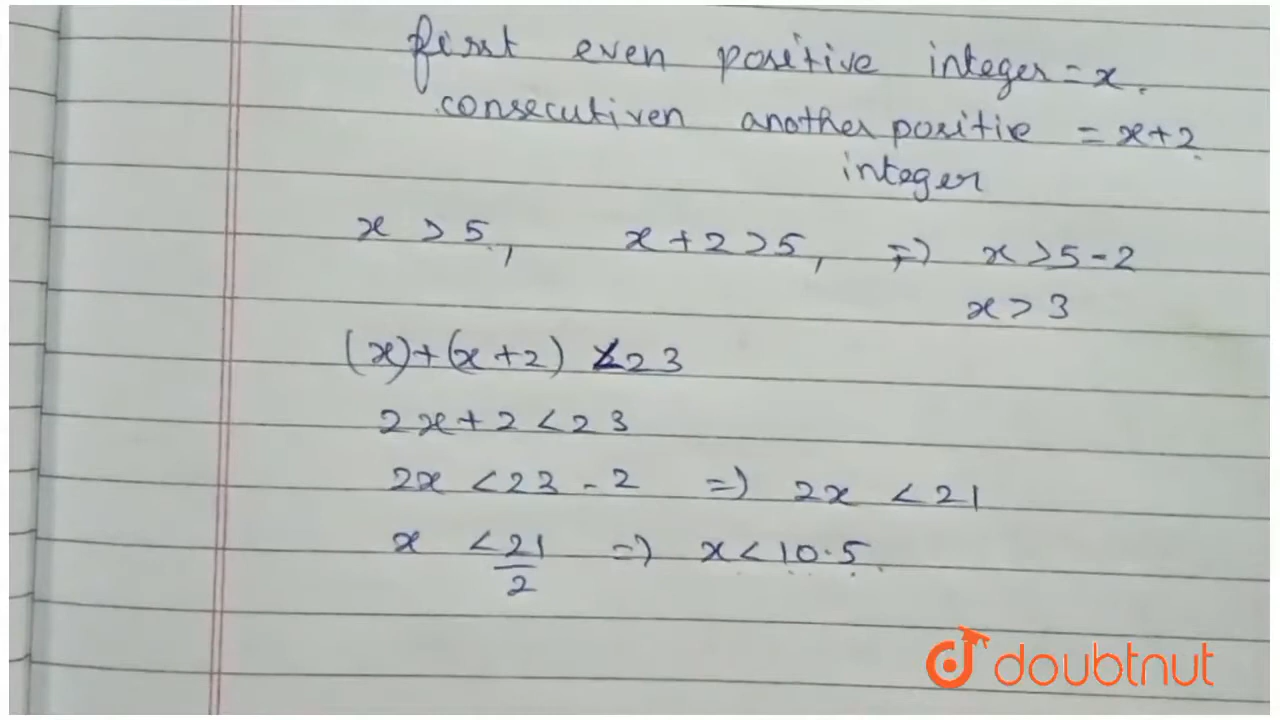 first even positive integer = x.
consecutiven another positive = x+2
integer
x > 5, x + 2 > 5, => x > 5 - 2
x > 3
(x)+(x+2) < 23
2x + 2 < 23
2x < 23 - 2 => 2x < 21
x < 21/2 => x < 10.5
doubtnut